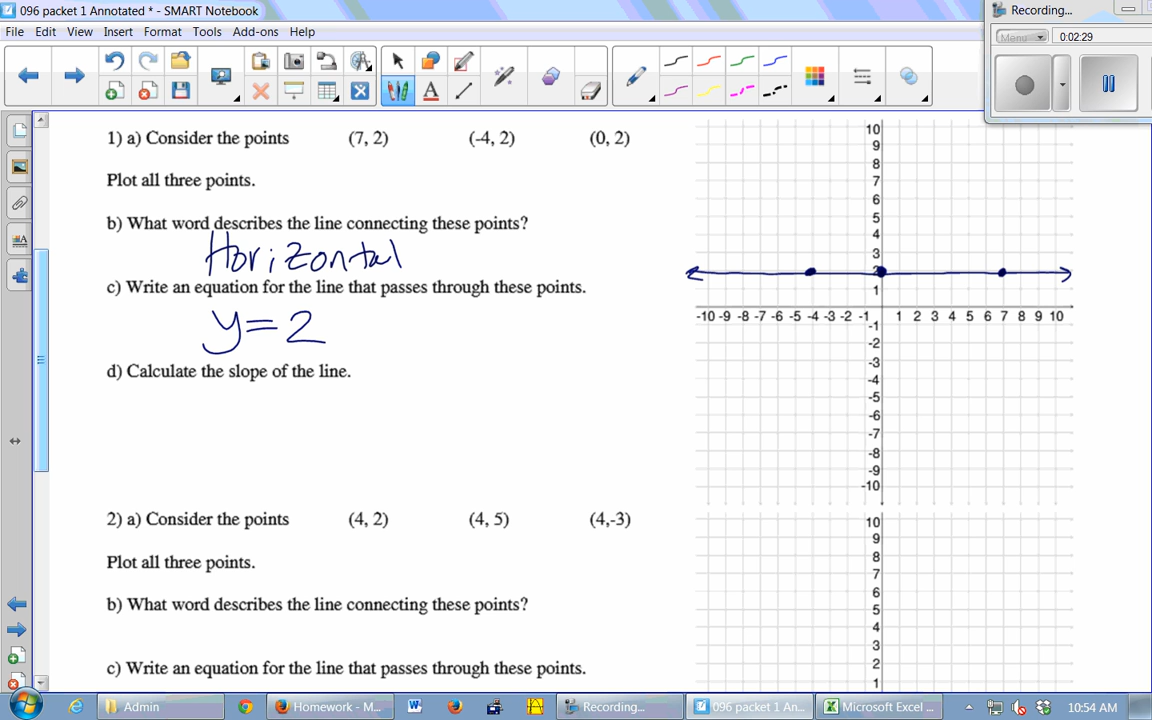 096 packet 1 Annotated * - SMART Notebook
Recording...
File Edit View Insert Format Tools Add-ons Help
Menu 0:02:29
1) a) Consider the points (7, 2) (-4, 2) (0, 2)
Plot all three points.
b) What word describes the line connecting these points?
Horizontal
c) Write an equation for the line that passes through these points.
y=2
d) Calculate the slope of the line.
10
9
8
7
6
5
4
3
2
1
-10 -9 -8 -7 -6 -5 -4 -3 -2 -1 1 2 3 4 5 6 7 8 9 10
-1
-2
-3
-4
-5
-6
-7
-8
-9
-10
2) a) Consider the points (4, 2) (4, 5) (4,-3)
Plot all three points.
b) What word describes the line connecting these points?
c) Write an equation for the line that passes through these points.
10
9
8
7
6
5
4
3
2
1
Admin Homework - M... Recording... 096 packet 1 An... Microsoft Excel ... 10:54 AM